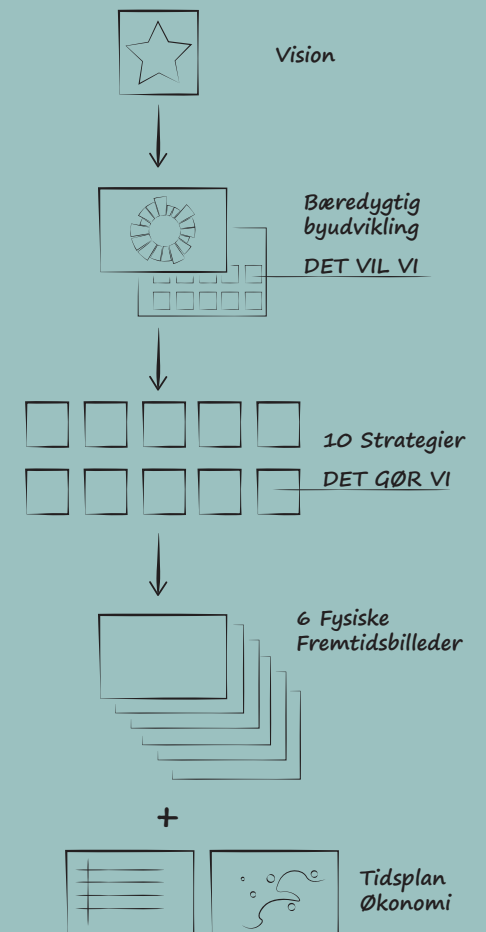 Vision
Bæredygtig
byudvikling
DET VIL VI
10 Strategier
DET GØR VI
6 Fysiske
Fremtidsbilleder
+
Tidsplan
Økonomi